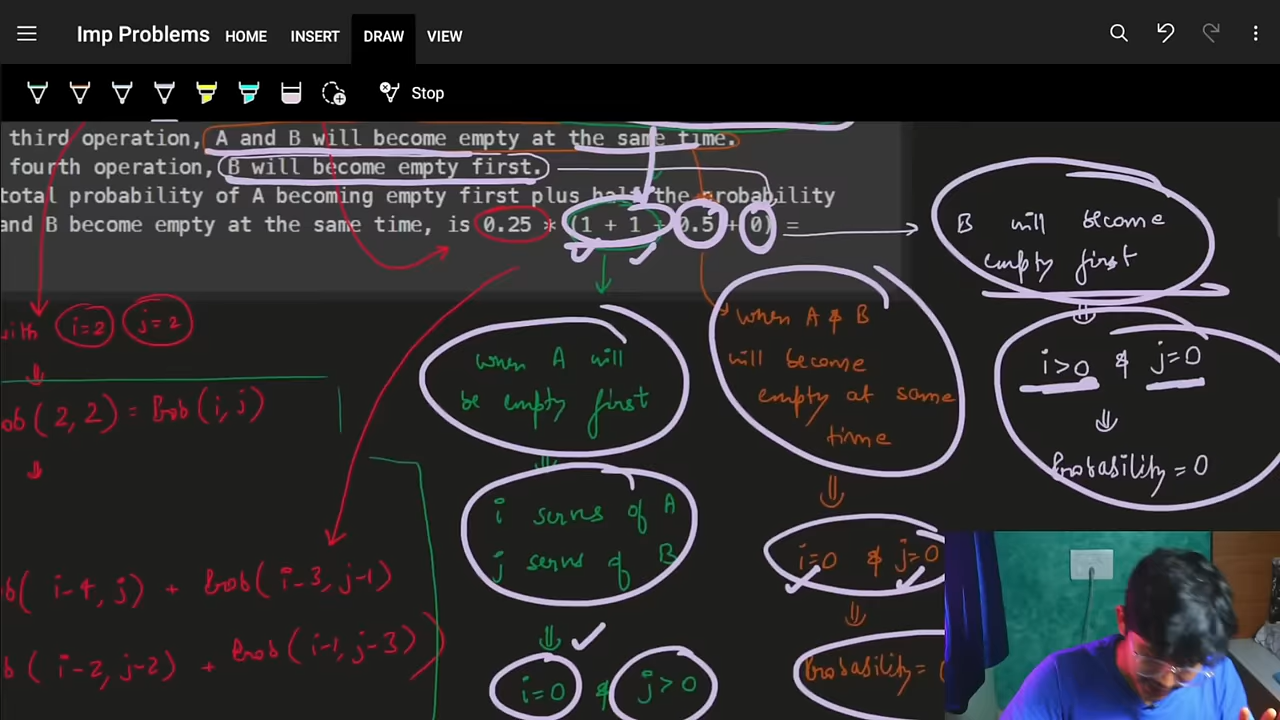 Imp Problems HOME INSERT DRAW VIEW
Stop
third operation, A and B will become empty at the same time.
fourth operation, B will become empty first.
total probability of A becoming empty first plus half the probability
and B become empty at the same time, is 0.25 * (1 + 1 + 0.5 + 0) =
B will become
empty first
i>0 & j=0
Probability = 0
with i=2 j=2
ob(2,2) = Prob(i,j)
when A will
be empty first
when A & B
will become
empty at same
time
i serves of A
j serves of B
i=0 & j=0
ob( i-4, j) + Prob( i-3, j-1)
b( i-2, j-2) + Prob( i-1, j-3))
i=0 & j>0
Probability =